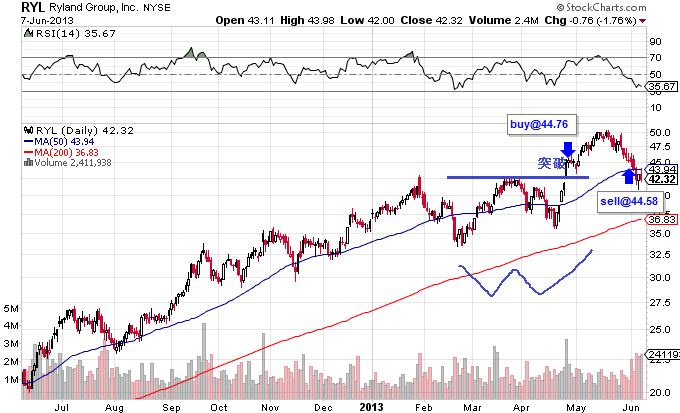 RYL Ryland Group, Inc. NYSE © StockCharts.com
7-Jun-2013 Open 43.11 High 43.98 Low 42.00 Close 42.32 Volume 2.4M Chg -0.76 (-1.76%)
RSI(14) 35.67
90
70
50
35.67
30
10
RYL (Daily) 42.32
MA(50) 43.94
MA(200) 36.83
Volume 2,411,938
buy@44.76
突破
sell@44.58
50.0
47.5
45.0
43.94
42.32
40.0
37.5
36.83
35.0
32.5
30.0
27.5
25.0
2411938
22.5
20.0
5M
4M
3M
2M
1M
Jul Aug Sep Oct Nov Dec 2013 Feb Mar Apr May Jun